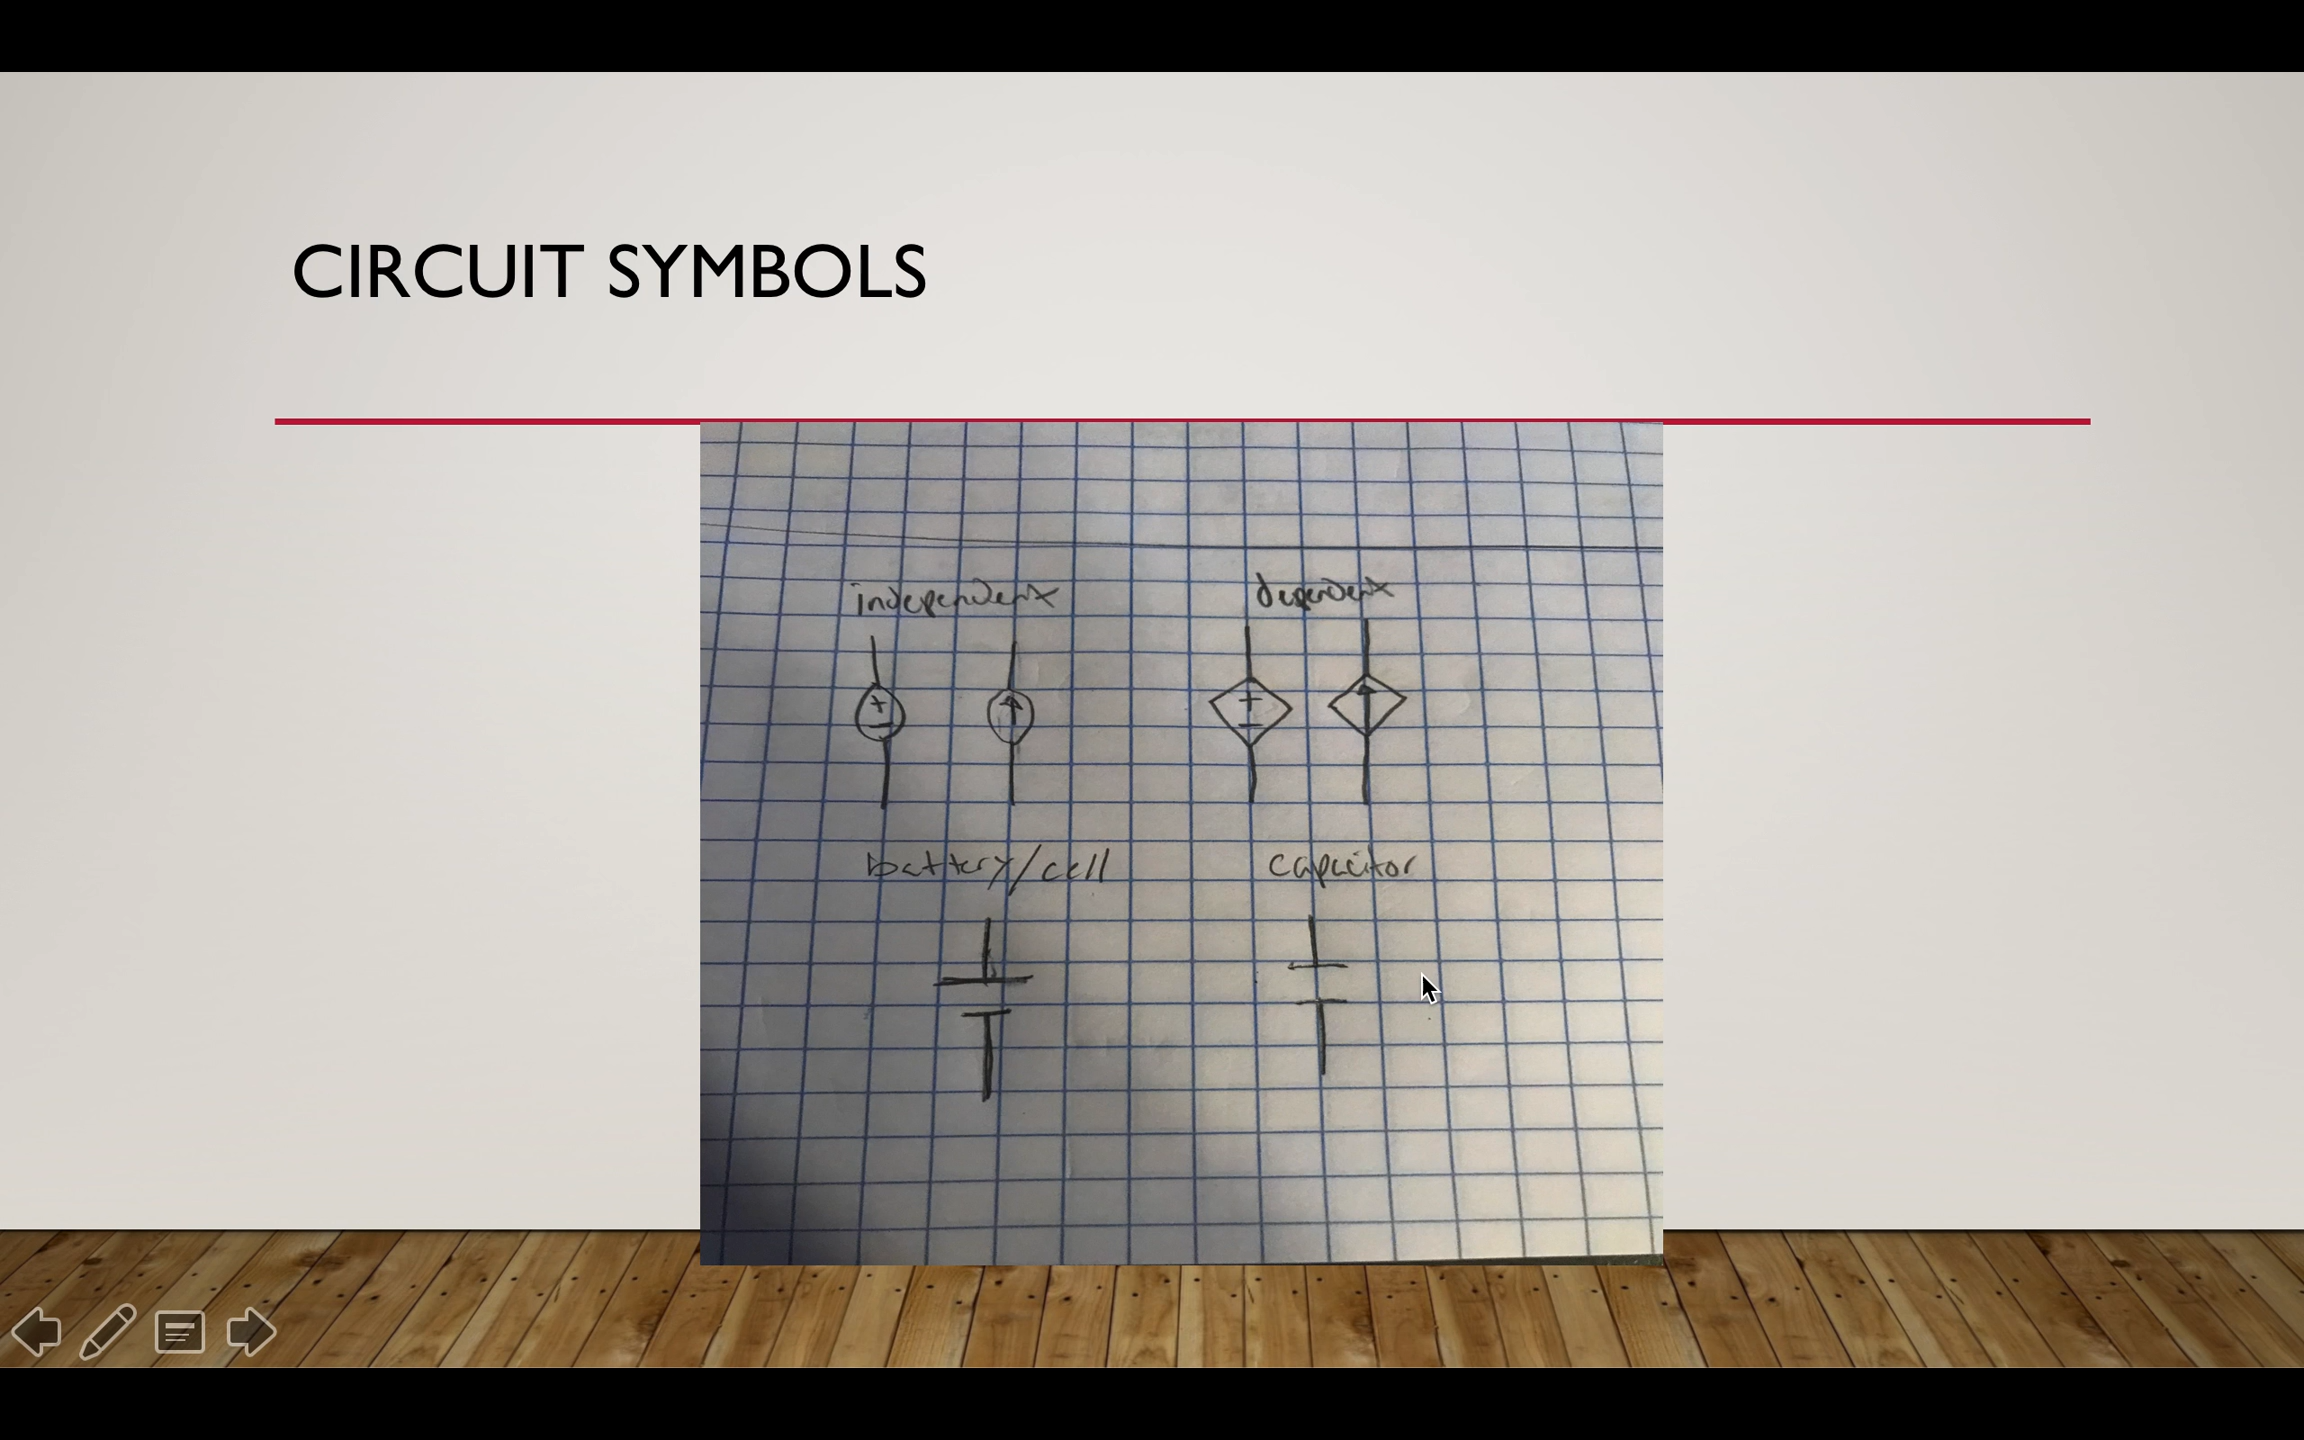 CIRCUIT SYMBOLS
independent
dependent
+
-
+
-
battery/cell
capacitor